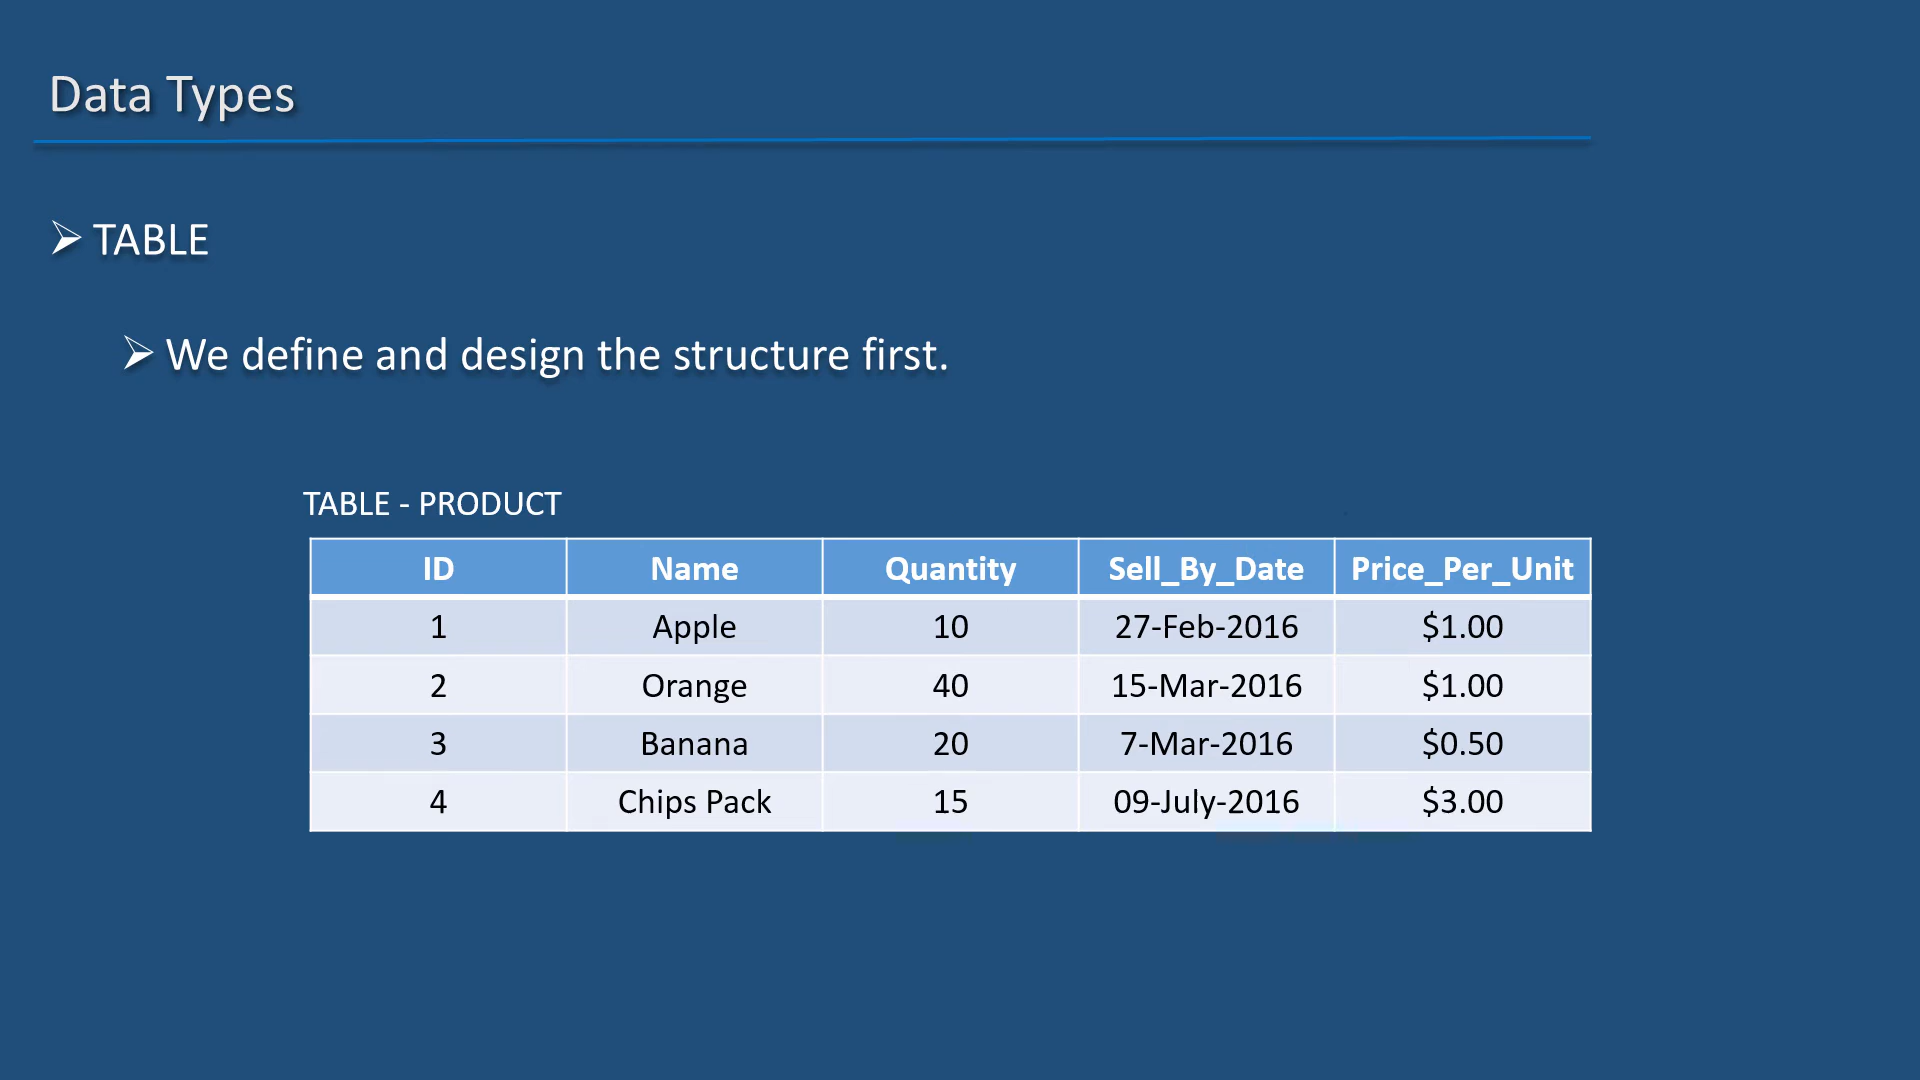 Data Types
TABLE
We define and design the structure first.
TABLE - PRODUCT
ID Name Quantity Sell_By_Date Price_Per_Unit
1 Apple 10 27-Feb-2016 $1.00
2 Orange 40 15-Mar-2016 $1.00
3 Banana 20 7-Mar-2016 $0.50
4 Chips Pack 15 09-July-2016 $3.00